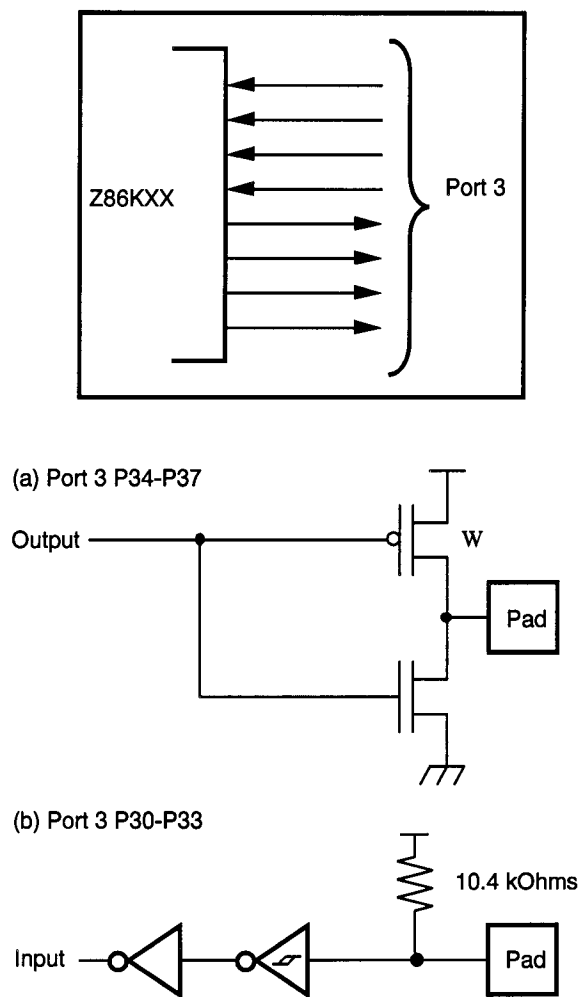 Z86KXX
Port 3
(a) Port 3 P34-P37
Output
W
Pad
(b) Port 3 P30-P33
10.4 kOhms
Input
Pad